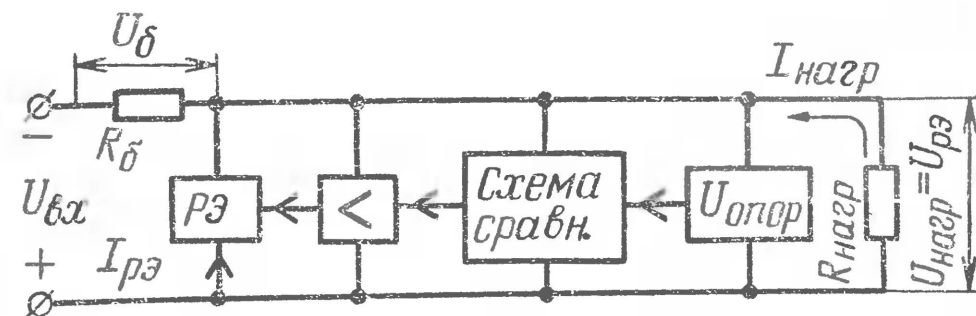 Uб
Iнагр
−
Rб
Uвх
РЭ
<
Схема
сравн.
Uопор
Rнагр
Uнагр=Uрэ
+
Iрэ